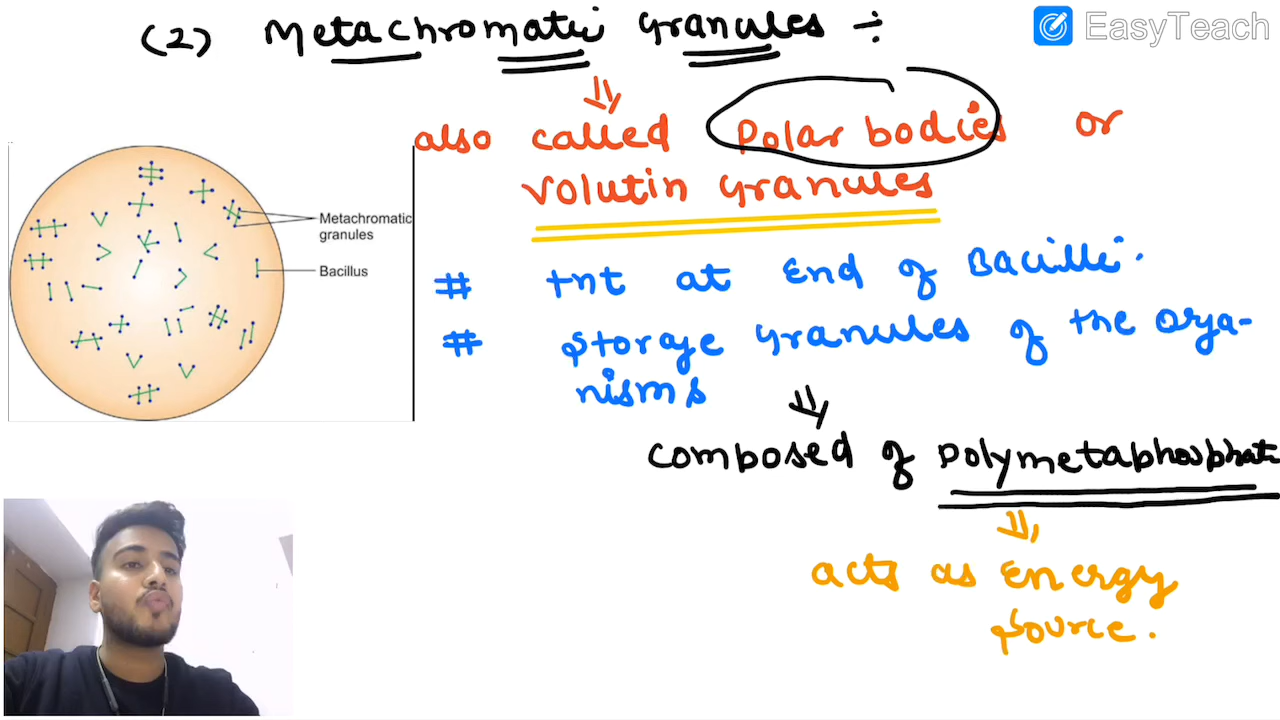 (2) Metachromatic Granules ÷
EasyTeach
also called Polar bodies or
Volutin Granules
Metachromatic
granules
Bacillus
# +nt at End of Bacilli.
# Storage Granules of the orga-
nisms
composed of polymetaphosphate
acts as Energy
source.